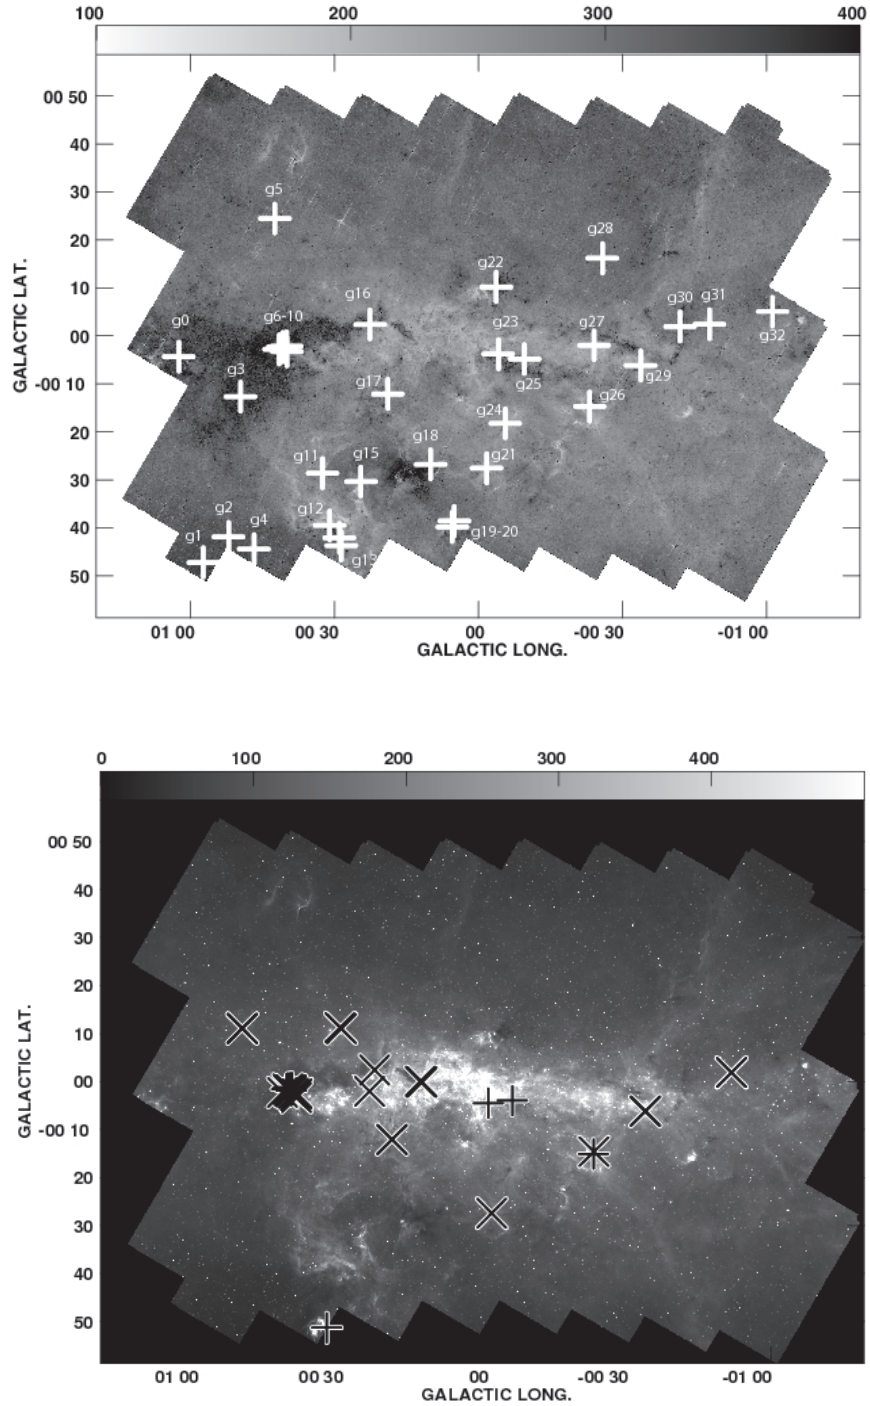 100 200 300 400
00 50
40
30
20
10
00
-00 10
20
30
40
50
GALACTIC LAT.
g5
g28
g22
g16
g30 g31
g0
g6-10
g23
g27
g32
g3
g25
g29
g17
g26
g24
g18
g11
g15
g21
g2
g12
g4
g1
g19-20
g13
01 00 00 30 00 -00 30 -01 00
GALACTIC LONG.
0 100 200 300 400
00 50
40
30
20
10
00
-00 10
20
30
40
50
GALACTIC LAT.
01 00 00 30 00 -00 30 -01 00
GALACTIC LONG.